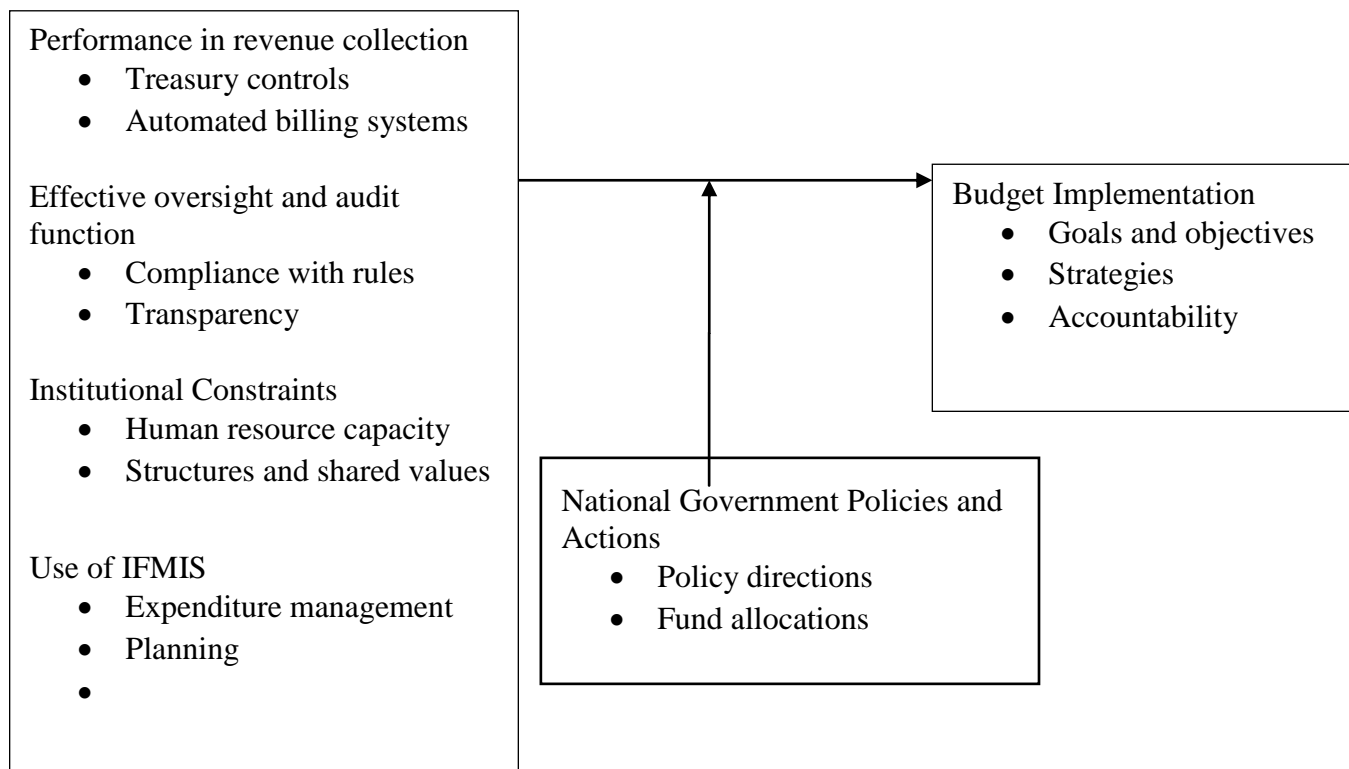 Performance in revenue collection
• Treasury controls
• Automated billing systems
Effective oversight and audit
function
• Compliance with rules
• Transparency
Institutional Constraints
• Human resource capacity
• Structures and shared values
Use of IFMIS
• Expenditure management
• Planning
•
Budget Implementation
• Goals and objectives
• Strategies
• Accountability
National Government Policies and
Actions
• Policy directions
• Fund allocations